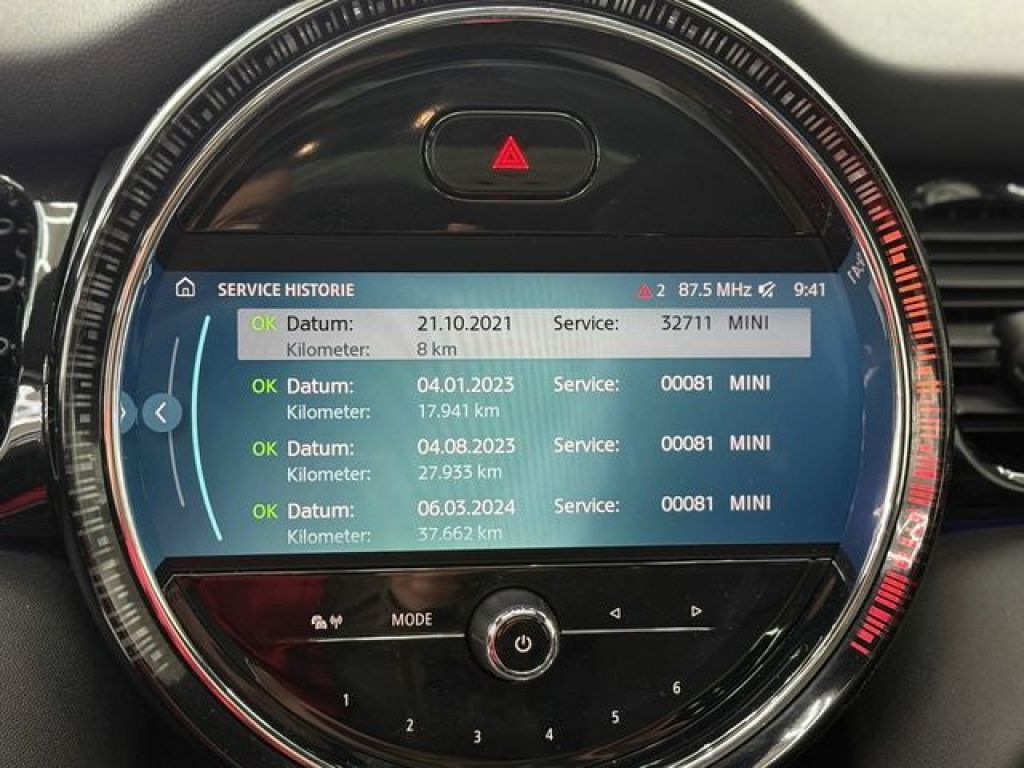 SERVICE HISTORIE 2 87.5 MHz 9:41
OK Datum: 21.10.2021 Service: 32711 MINI
Kilometer: 8 km
OK Datum: 04.01.2023 Service: 00081 MINI
Kilometer: 17.941 km
OK Datum: 04.08.2023 Service: 00081 MINI
Kilometer: 27.933 km
OK Datum: 06.03.2024 Service: 00081 MINI
Kilometer: 37.662 km
MODE
1 2 3 4 5 6